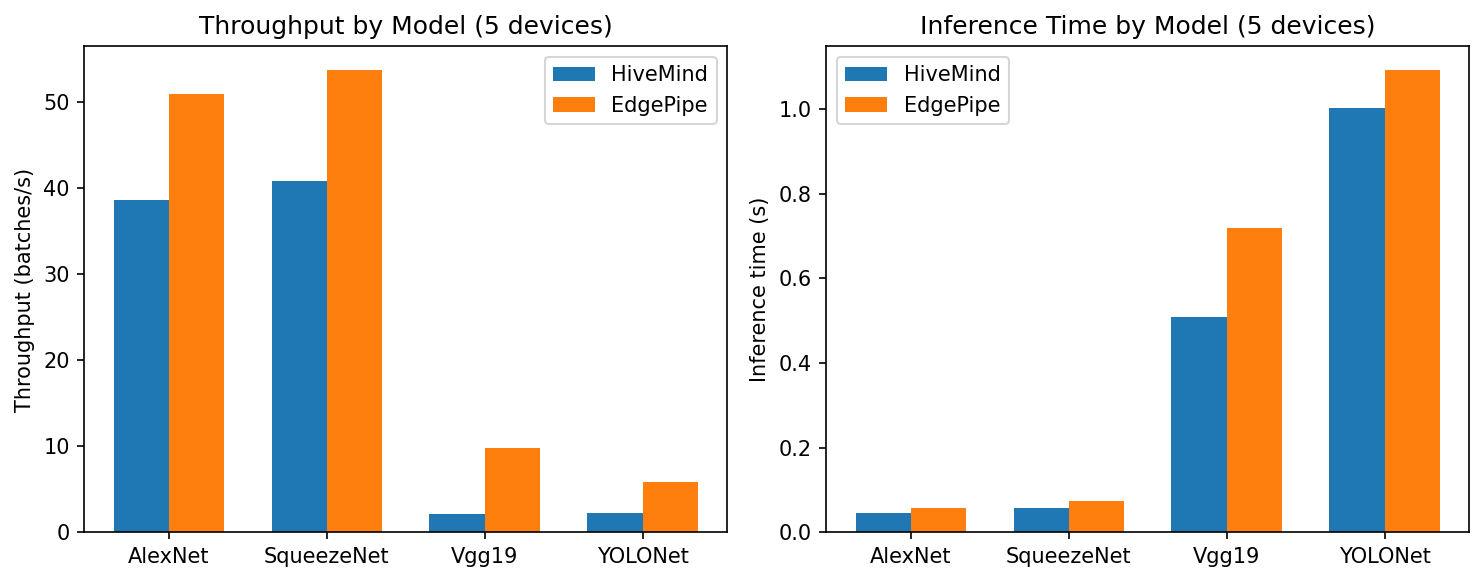 Throughput by Model (5 devices)
Throughput (batches/s)
50
40
30
20
10
0
HiveMind
EdgePipe
AlexNet
SqueezeNet
Vgg19
YOLONet
Inference Time by Model (5 devices)
Inference time (s)
1.0
0.8
0.6
0.4
0.2
0.0
HiveMind
EdgePipe
AlexNet
SqueezeNet
Vgg19
YOLONet